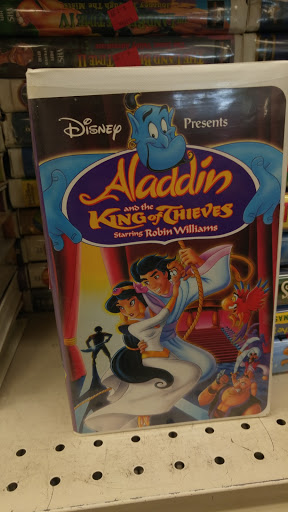 Disney Presents
Aladdin
and the
King of Thieves
Starring Robin Williams